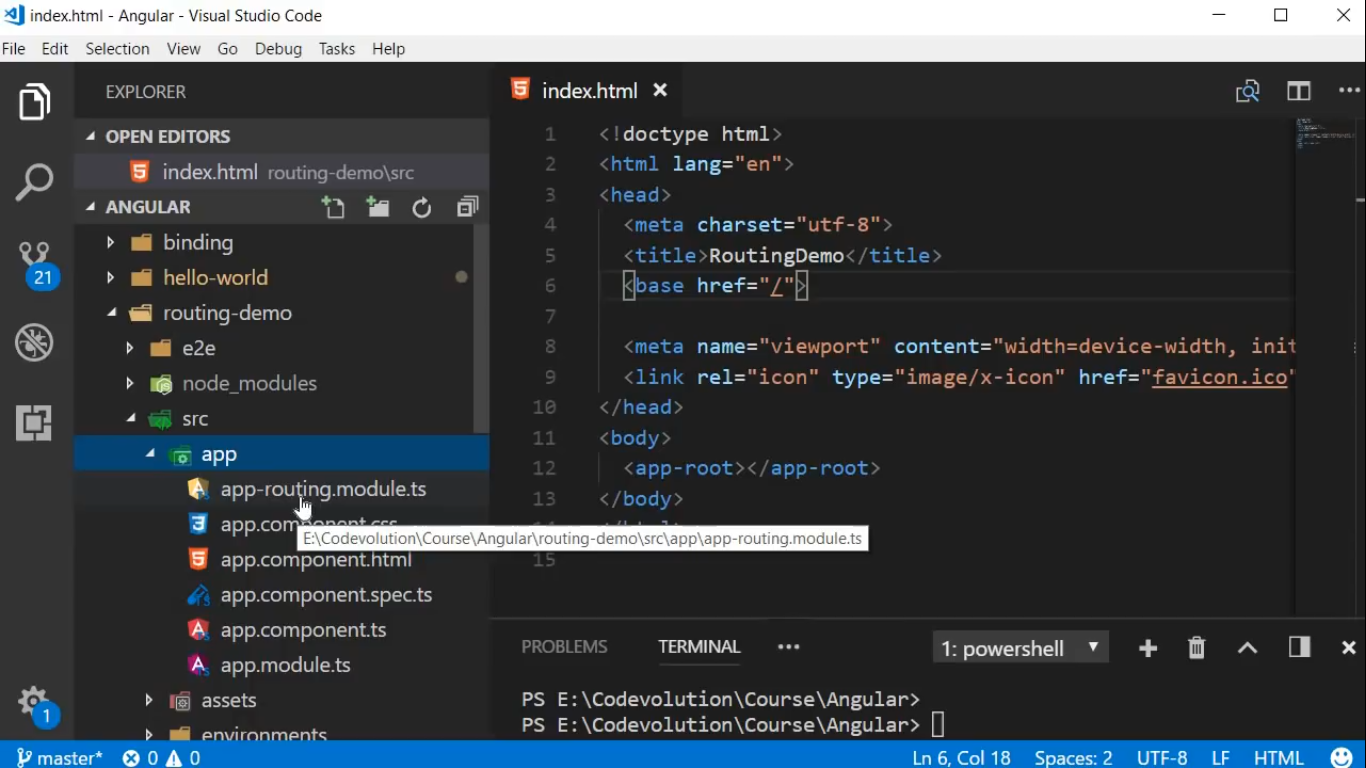 index.html - Angular - Visual Studio Code
File Edit Selection View Go Debug Tasks Help
EXPLORER
OPEN EDITORS
index.html routing-demo\src
ANGULAR
binding
hello-world
routing-demo
e2e
node_modules
src
app
app-routing.module.ts
app.component.css
app.component.html
app.component.spec.ts
app.component.ts
app.module.ts
assets
environments
21
1
index.html
1 <!doctype html>
2 <html lang="en">
3 <head>
4 <meta charset="utf-8">
5 <title>RoutingDemo</title>
6 <base href="/">
7
8 <meta name="viewport" content="width=device-width, init
9 <link rel="icon" type="image/x-icon" href="favicon.ico"
10 </head>
11 <body>
12 <app-root></app-root>
13 </body>
E:\Codevolution\Course\Angular\routing-demo\src\app\app-routing.module.ts
15
PROBLEMS TERMINAL ••• 1: powershell
PS E:\Codevolution\Course\Angular>
PS E:\Codevolution\Course\Angular>
master* 0 0 Ln 6, Col 18 Spaces: 2 UTF-8 LF HTML